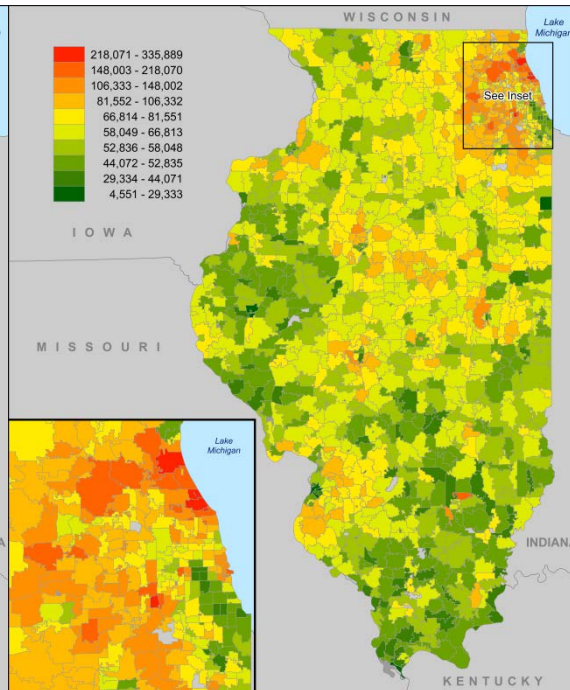 WISCONSIN
Lake
Michigan
218,071 - 335,889
148,003 - 218,070
106,333 - 148,002
81,552 - 106,332
66,814 - 81,551
58,049 - 66,813
52,836 - 58,048
44,072 - 52,835
29,334 - 44,071
4,551 - 29,333
See Inset
IOWA
MISSOURI
Lake
Michigan
INDIANA
KENTUCKY